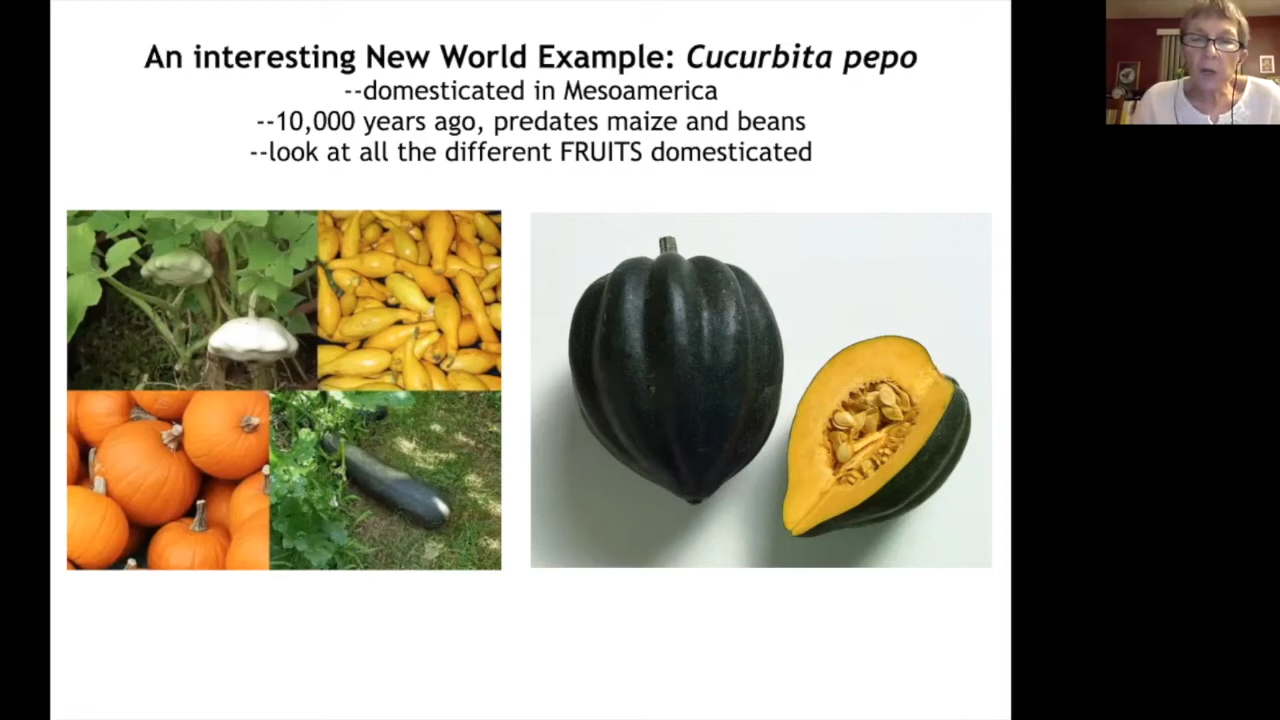 An interesting New World Example: Cucurbita pepo
--domesticated in Mesoamerica
--10,000 years ago, predates maize and beans
--look at all the different FRUITS domesticated